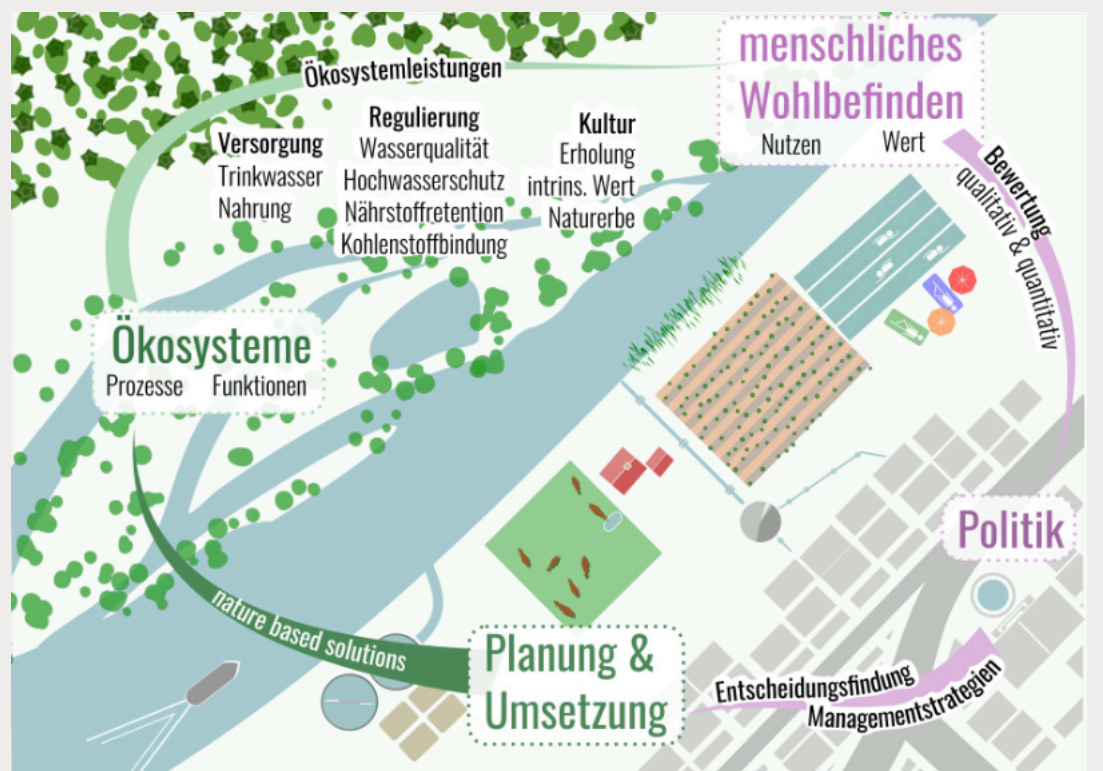 Ökosystemleistungen
menschliches
Wohlbefinden
Nutzen Wert
Versorgung
Trinkwasser
Nahrung
Regulierung
Wasserqualität
Hochwasserschutz
Nährstoffretention
Kohlenstoffbindung
Kultur
Erholung
intrins. Wert
Naturerbe
Bewertung
qualitativ & quantitativ
Ökosysteme
Prozesse Funktionen
Politik
nature based solutions
Planung &
Umsetzung
Entscheidungsfindung
Managementstrategien